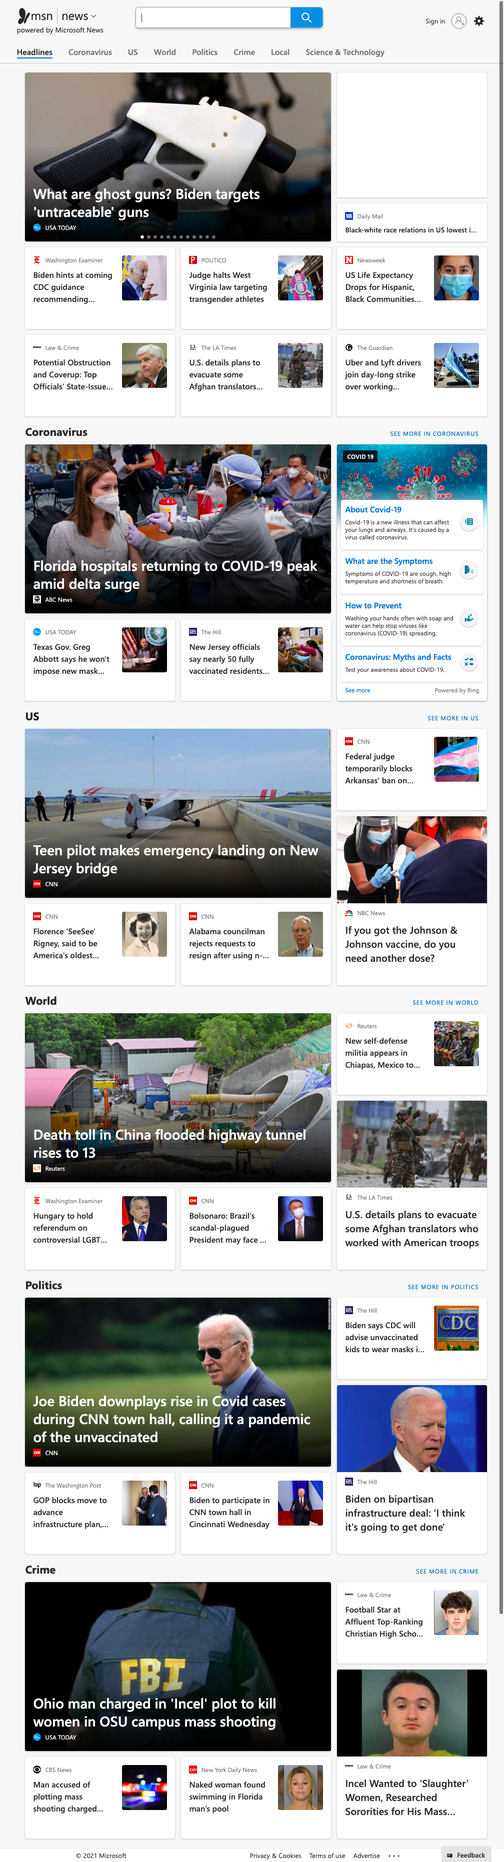 msn news
powered by Microsoft News
Sign in
Headlines Coronavirus US World Politics Crime Local Science & Technology
What are ghost guns? Biden targets
'untraceable' guns
USA TODAY
Daily Mail
Black-white race relations in US lowest i...
Washington Examiner
Biden hints at coming
CDC guidance
recommending...
POLITICO
Judge halts West
Virginia law targeting
transgender athletes
Newsweek
US Life Expectancy
Drops for Hispanic,
Black Communities...
Law & Crime
Potential Obstruction
and Coverup: Top
Officials' State-Issue...
The LA Times
U.S. details plans to
evacuate some
Afghan translators...
The Guardian
Uber and Lyft drivers
join day-long strike
over working...
Coronavirus
SEE MORE IN CORONAVIRUS
Florida hospitals returning to COVID-19 peak
amid delta surge
ABC News
COVID 19
About Covid-19
Covid-19 is a new illness that can affect
your lungs and airways. It's caused by a
virus called coronavirus.
What are the Symptoms
Symptoms of COVID-19 are cough, high
temperature and shortness of breath.
How to Prevent
Washing your hands often with soap and
water can help stop viruses like
coronavirus (COVID-19) spreading.
Coronavirus: Myths and Facts
Test your awareness about COVID-19.
See more
Powered by Bing
USA TODAY
Texas Gov. Greg
Abbott says he won't
impose new mask...
The Hill
New Jersey officials
say nearly 50 fully
vaccinated residents...
US
SEE MORE IN US
Teen pilot makes emergency landing on New
Jersey bridge
CNN
CNN
Federal judge
temporarily blocks
Arkansas' ban on...
NBC News
If you got the Johnson &
Johnson vaccine, do you
need another dose?
CNN
Florence 'SeeSee'
Rigney, said to be
America's oldest...
CNN
Alabama councilman
rejects requests to
resign after using n-...
World
SEE MORE IN WORLD
Death toll in China flooded highway tunnel
rises to 13
Reuters
Reuters
New self-defense
militia appears in
Chiapas, Mexico to...
The LA Times
U.S. details plans to evacuate
some Afghan translators who
worked with American troops
Washington Examiner
Hungary to hold
referendum on
controversial LGBT...
CNN
Bolsonaro: Brazil's
scandal-plagued
President may face ...
Politics
SEE MORE IN POLITICS
Joe Biden downplays rise in Covid cases
during CNN town hall, calling it a pandemic
of the unvaccinated
CNN
The Hill
Biden says CDC will
advise unvaccinated
kids to wear masks i...
CDC
The Hill
Biden on bipartisan
infrastructure deal: 'I think
it's going to get done'
The Washington Post
GOP blocks move to
advance
infrastructure plan,...
CNN
Biden to participate in
CNN town hall in
Cincinnati Wednesday
Crime
SEE MORE IN CRIME
FBI
Ohio man charged in 'Incel' plot to kill
women in OSU campus mass shooting
USA TODAY
Law & Crime
Football Star at
Affluent Top-Ranking
Christian High Scho...
Law & Crime
Incel Wanted to 'Slaughter'
Women, Researched
Sororities for His Mass...
CBS News
Man accused of
plotting mass
shooting charged...
New York Daily News
Naked woman found
swimming in Florida
man's pool
© 2021 Microsoft
Privacy & Cookies Terms of use Advertise ...
Feedback